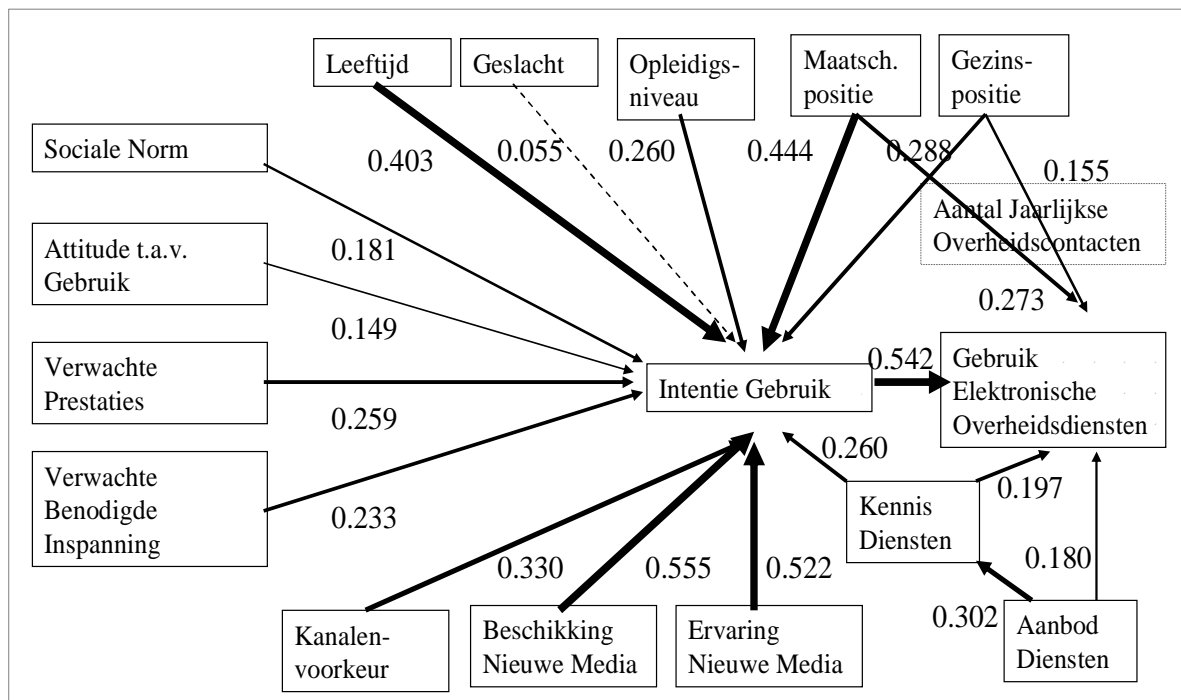 Leeftijd
Geslacht
Opleidigs-
niveau
Maatsch.
positie
Gezins-
positie
Sociale Norm
0.403
0.055
0.260
0.444
0.288
0.155
Aantal Jaarlijkse
Overheidscontacten
Attitude t.a.v.
Gebruik
0.181
0.149
0.273
Verwachte
Prestaties
0.259
Intentie Gebruik
0.542
Gebruik
Elektronische
Overheidsdiensten
Verwachte
Benodigde
Inspanning
0.233
0.260
0.197
Kennis
Diensten
0.330
0.555
0.522
0.180
0.302
Kanalen-
voorkeur
Beschikking
Nieuwe Media
Ervaring
Nieuwe Media
Aanbod
Diensten